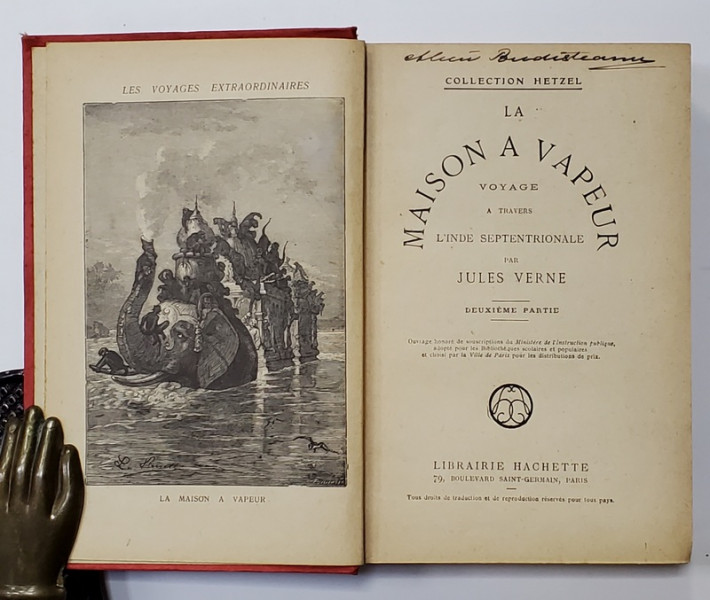 LES VOYAGES EXTRAORDINAIRES
LA MAISON A VAPEUR
COLLECTION HETZEL
LA
MAISON A VAPEUR
VOYAGE
A TRAVERS
L'INDE SEPTENTRIONALE
PAR
JULES VERNE
DEUXIÈME PARTIE
Ouvrage honoré de souscriptions du Ministère de l'Instruction publique,
adopté pour les Bibliothèques scolaires et populaires
et choisi par la Ville de Paris pour les distributions de prix.
LIBRAIRIE HACHETTE
79, BOULEVARD SAINT-GERMAIN, PARIS
Tous droits de traduction et de reproduction réservés pour tous pays.